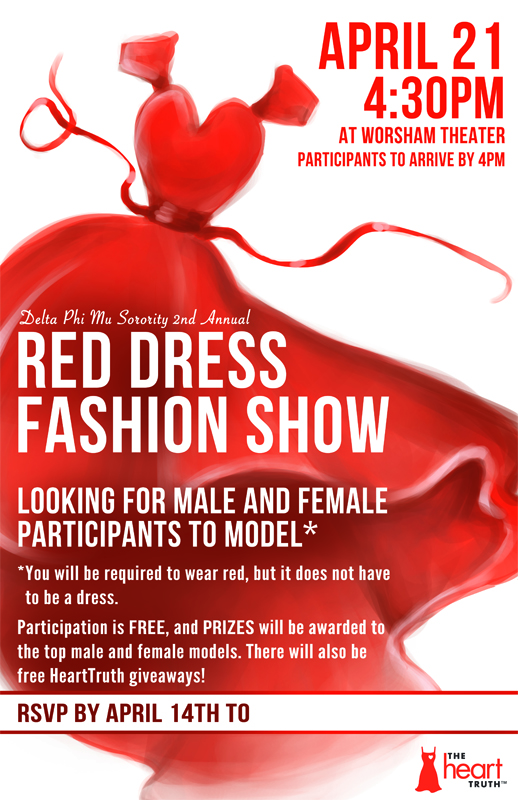 APRIL 21
4:30PM
AT WORSHAM THEATER
PARTICIPANTS TO ARRIVE BY 4PM
Delta Phi Mu Sorority 2nd Annual
RED DRESS
FASHION SHOW
LOOKING FOR MALE AND FEMALE
PARTICIPANTS TO MODEL*
*You will be required to wear red, but it does not have
to be a dress.
Participation is FREE, and PRIZES will be awarded to
the top male and female models. There will also be
free HeartTruth giveaways!
RSVP BY APRIL 14TH TO
THE
heart
TRUTH™